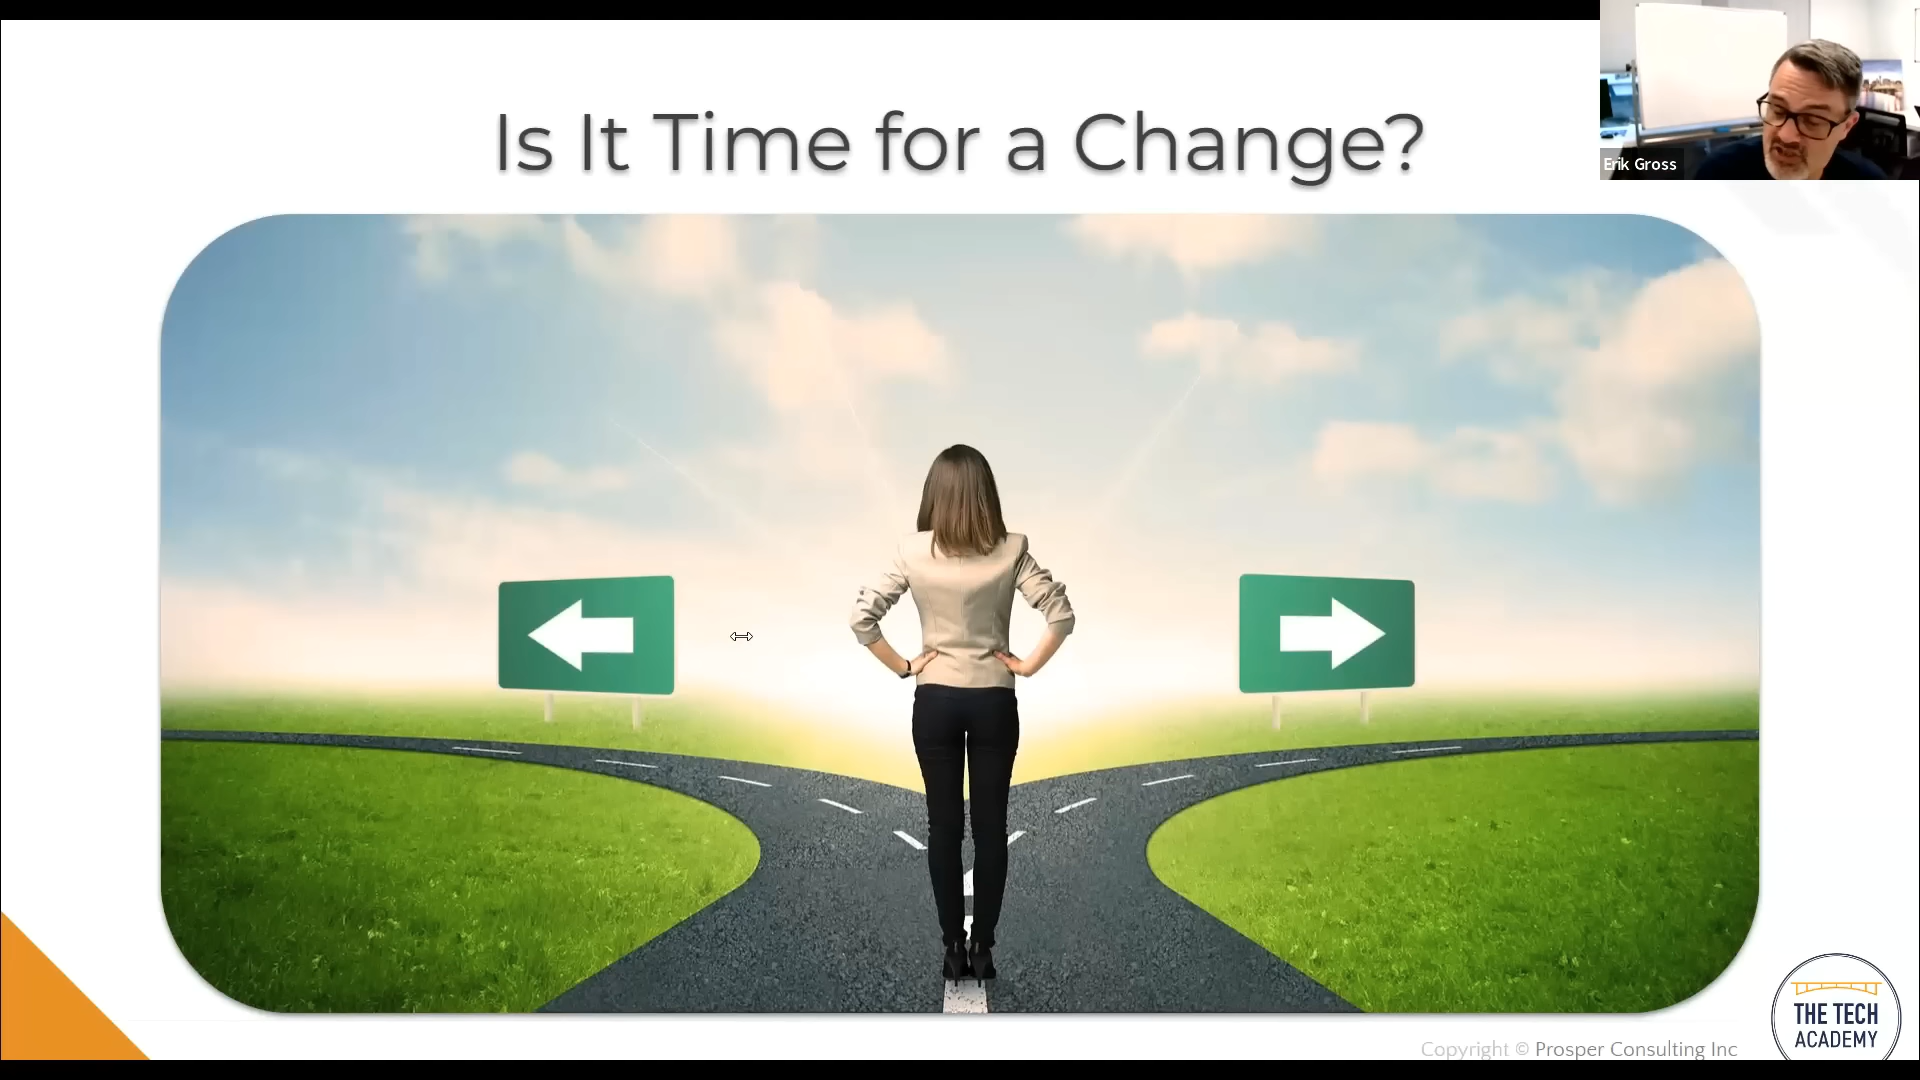 Is It Time for a Change?
Erik Gross
Copyright © Prosper Consulting Inc
THE TECH
ACADEMY